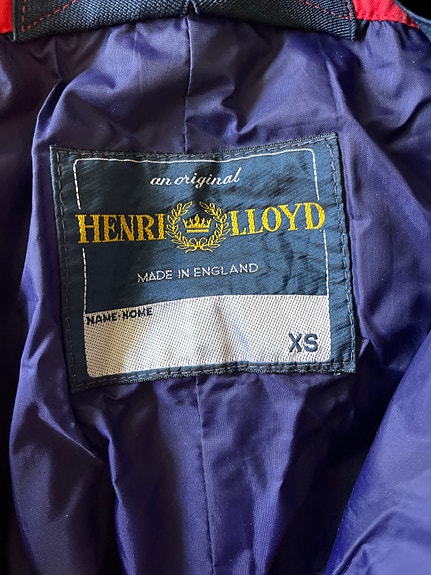 an original
HENRI LLOYD
MADE IN ENGLAND
NAME·NOME
XS